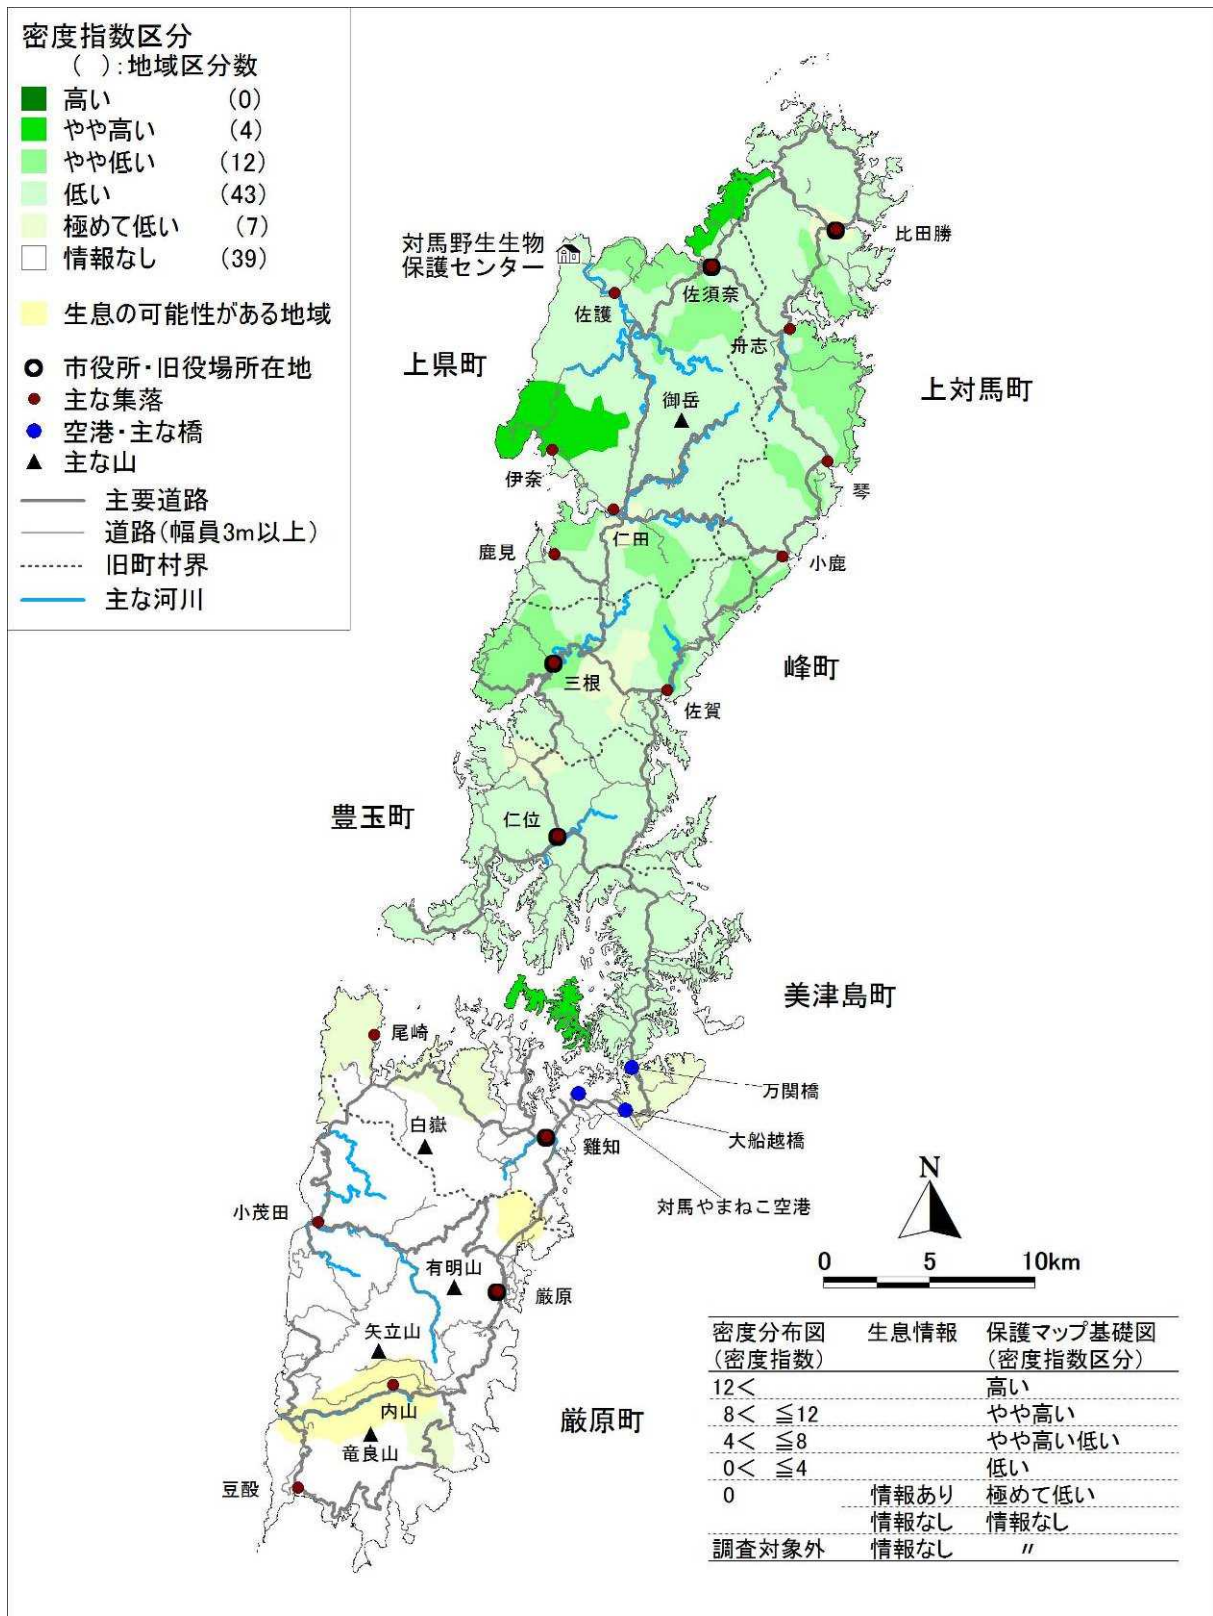 密度指数区分
( ):地域区分数
高い (0)
やや高い (4)
やや低い (12)
低い (43)
極めて低い (7)
情報なし (39)
生息の可能性がある地域
市役所・旧役場所在地
主な集落
空港・主な橋
主な山
主要道路
道路(幅員3m以上)
旧町村界
主な河川
対馬野生生物
保護センター
比田勝
佐須奈
佐護
舟志
上県町
上対馬町
御岳
伊奈
琴
仁田
鹿見
小鹿
峰町
三根
佐賀
豊玉町
仁位
美津島町
尾崎
万関橋
白嶽
大船越橋
雞知
対馬やまねこ空港
小茂田
有明山
厳原
矢立山
内山
厳原町
竜良山
豆酘
N
0 5 10km
密度分布図 生息情報 保護マップ基礎図
(密度指数) (密度指数区分)
12< 高い
8< ≦12 やや高い
4< ≦8 やや高い低い
0< ≦4 低い
0 情報あり 極めて低い
情報なし 情報なし
調査対象外 情報なし 〃